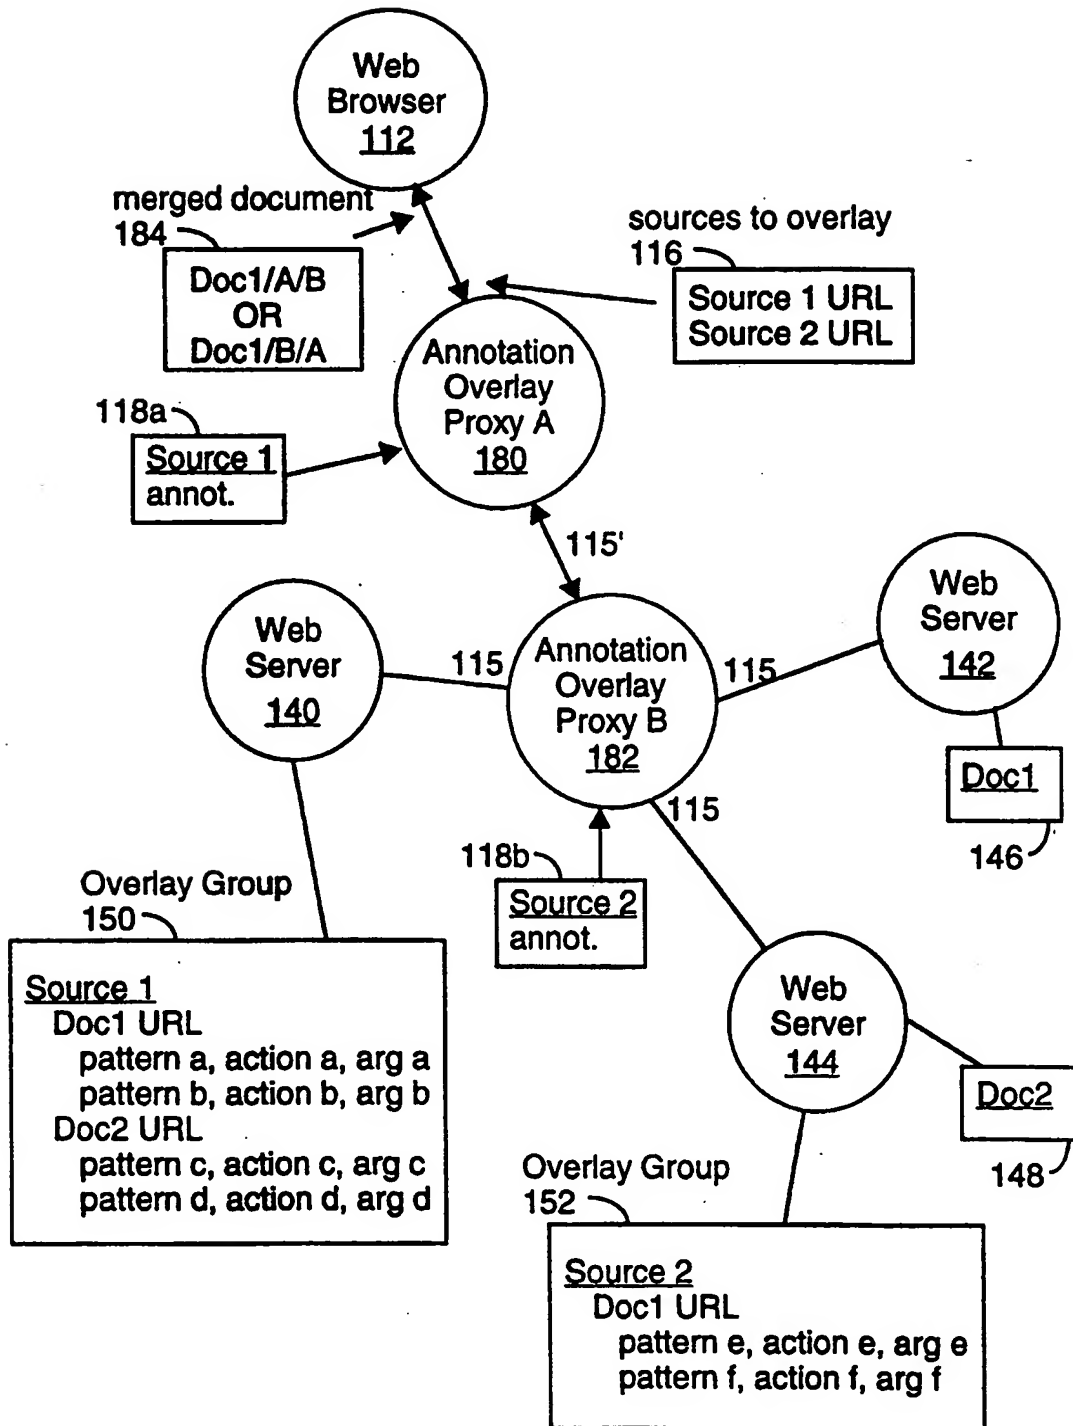 Web
Browser
112
merged document
184
Doc1/A/B
OR
Doc1/B/A
sources to overlay
116
Source 1 URL
Source 2 URL
Annotation
Overlay
Proxy A
180
118a
Source 1
annot.
115'
Web
Server
140
115
Annotation
Overlay
Proxy B
182
115
Web
Server
142
Doc1
146
115
118b
Source 2
annot.
Overlay Group
150
Source 1
Doc1 URL
pattern a, action a, arg a
pattern b, action b, arg b
Doc2 URL
pattern c, action c, arg c
pattern d, action d, arg d
Web
Server
144
Doc2
148
Overlay Group
152
Source 2
Doc1 URL
pattern e, action e, arg e
pattern f, action f, arg f